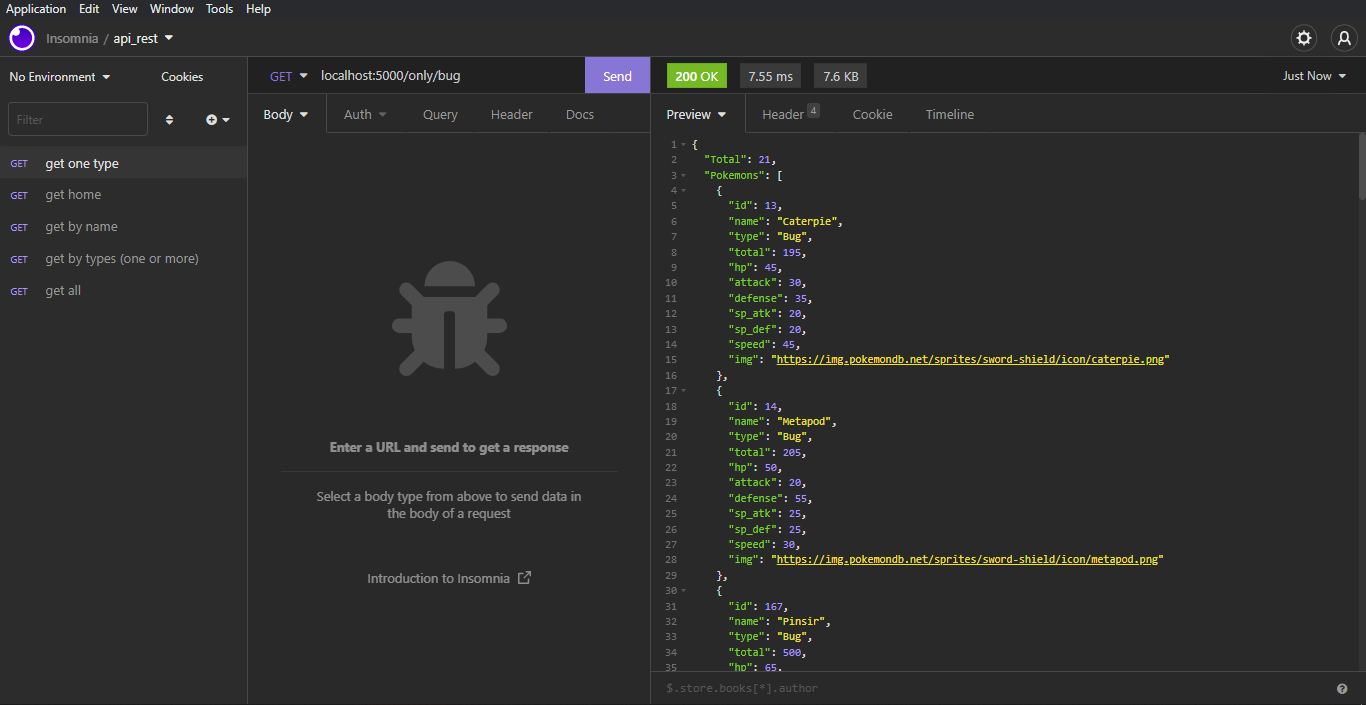 Application Edit View Window Tools Help
Insomnia / api_rest
No Environment Cookies
Filter
GET get one type
GET get home
GET get by name
GET get by types (one or more)
GET get all
GET localhost:5000/only/bug Send
Body Auth Query Header Docs
Enter a URL and send to get a response
Select a body type from above to send data in
the body of a request
Introduction to Insomnia
200 OK 7.55 ms 7.6 KB Just Now
Preview Header 4 Cookie Timeline
1 {
2 "Total": 21,
3 "Pokemons": [
4 {
5 "id": 13,
6 "name": "Caterpie",
7 "type": "Bug",
8 "total": 195,
9 "hp": 45,
10 "attack": 30,
11 "defense": 35,
12 "sp_atk": 20,
13 "sp_def": 20,
14 "speed": 45,
15 "img": "https://img.pokemondb.net/sprites/sword-shield/icon/caterpie.png"
16 },
17 {
18 "id": 14,
19 "name": "Metapod",
20 "type": "Bug",
21 "total": 205,
22 "hp": 50,
23 "attack": 20,
24 "defense": 55,
25 "sp_atk": 25,
26 "sp_def": 25,
27 "speed": 30,
28 "img": "https://img.pokemondb.net/sprites/sword-shield/icon/metapod.png"
29 },
30 {
31 "id": 167,
32 "name": "Pinsir",
33 "type": "Bug",
34 "total": 500,
35 "hp": 65,
$.store.books[*].author